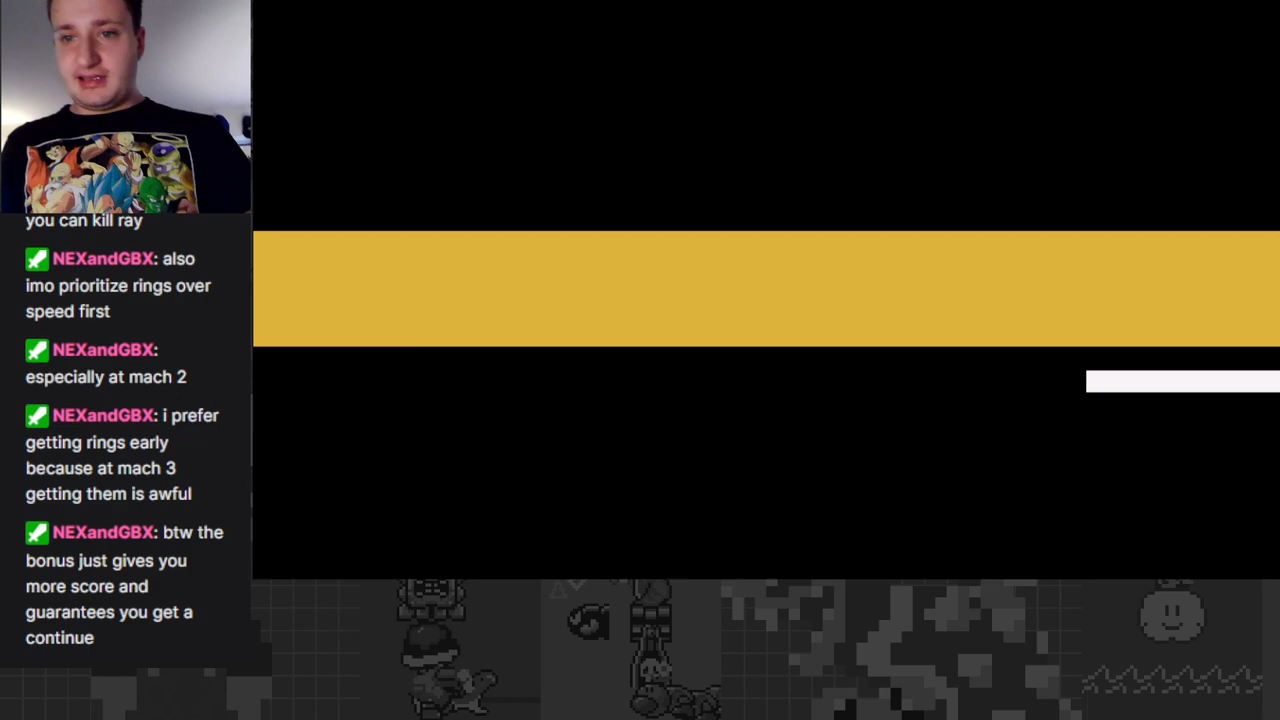 you can kill ray
NEXandGBX: also
imo prioritize rings over
speed first
NEXandGBX:
especially at mach 2
NEXandGBX: i prefer
getting rings early
because at mach 3
getting them is awful
NEXandGBX: btw the
bonus just gives you
more score and
guarantees you get a
continue